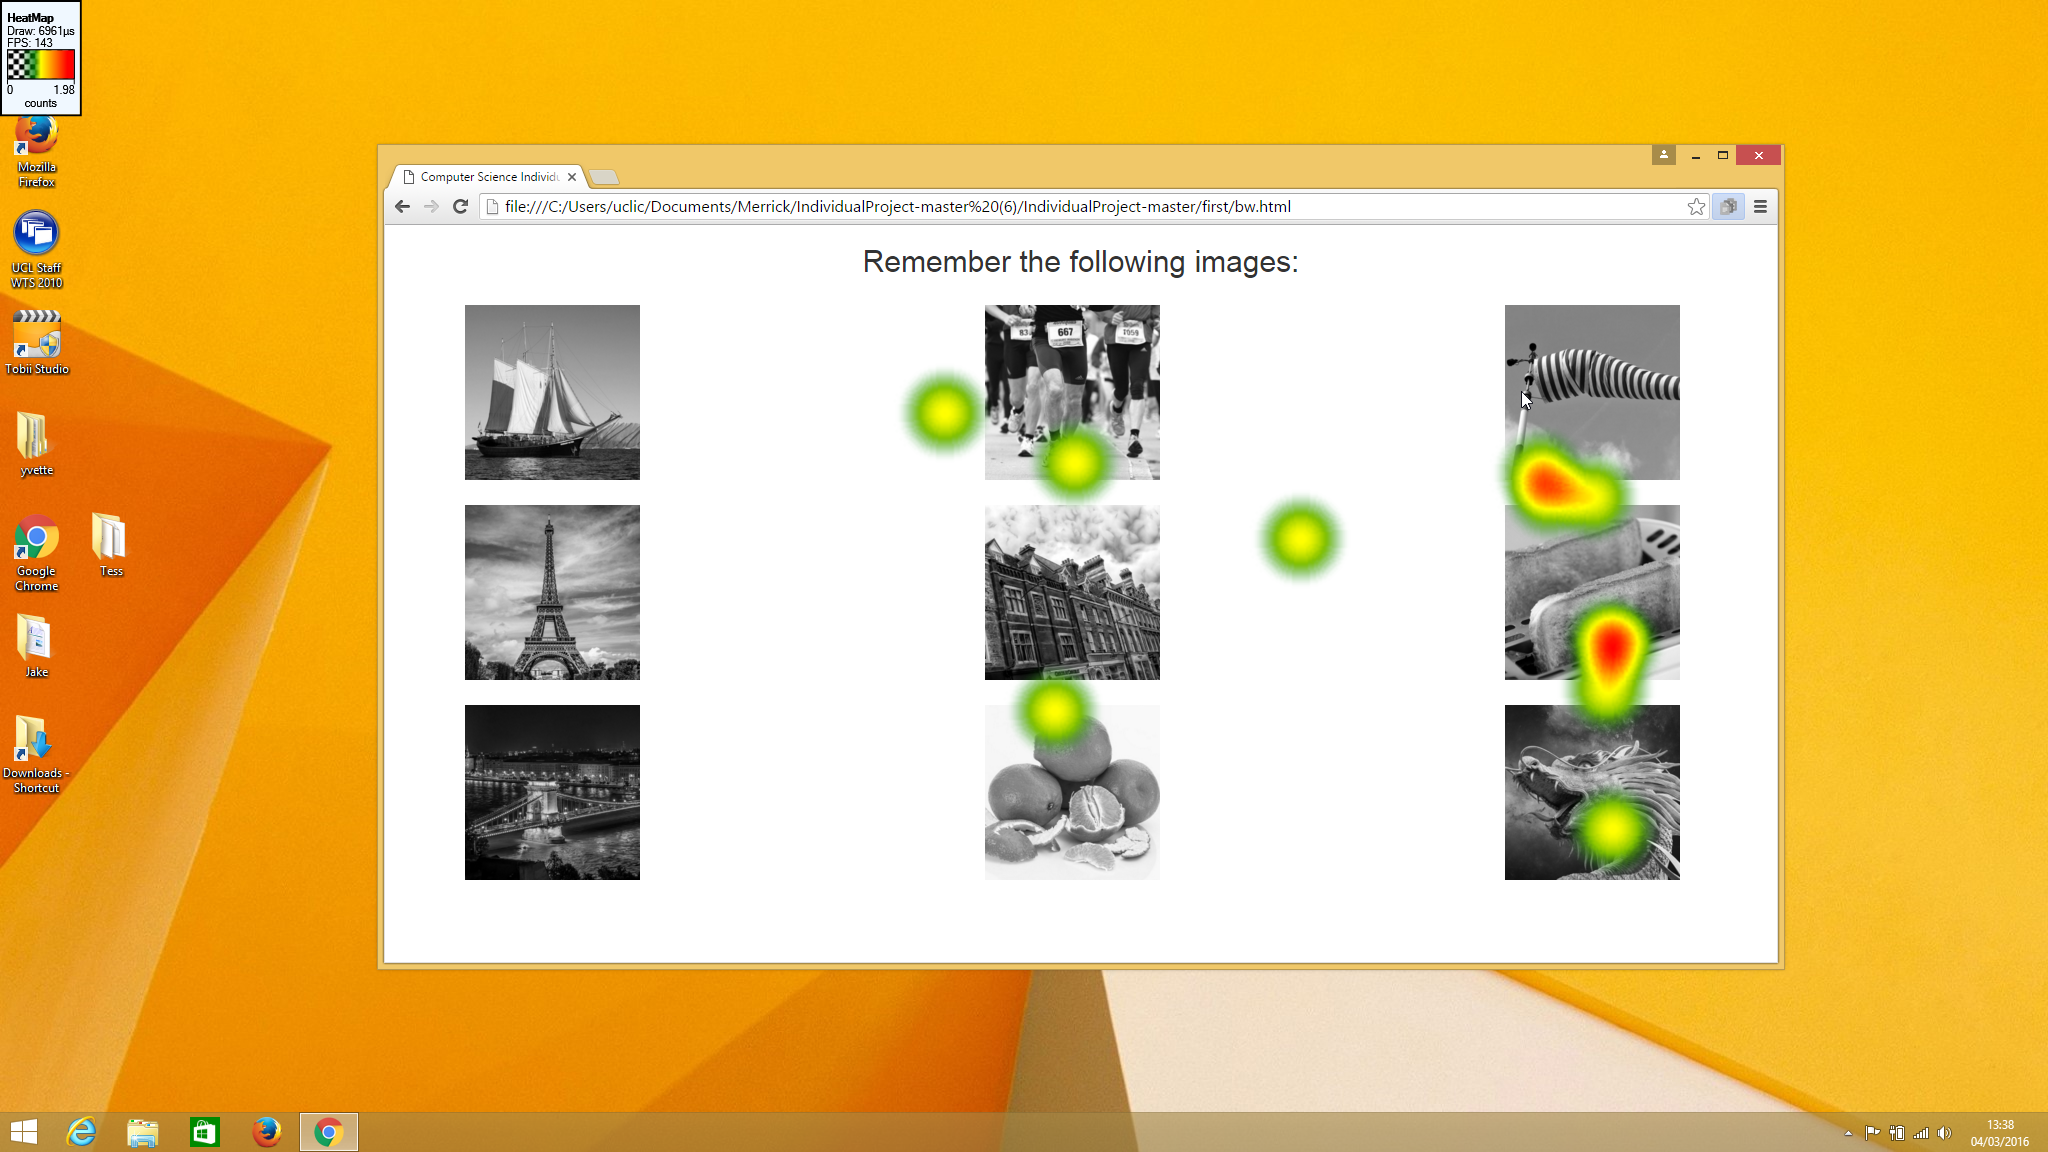 HeatMap
Draw: 6961µs
FPS: 143
0 1.98
counts
Mozilla
Firefox
UCL Staff
WTS 2010
Tobii Studio
yvette
Google
Chrome
Tess
Jake
Downloads -
Shortcut
Computer Science Individu
file:///C:/Users/uclic/Documents/Merrick/IndividualProject-master%20(6)/IndividualProject-master/first/bw.html
Remember the following images:
83
667
7059
13:38
04/03/2016